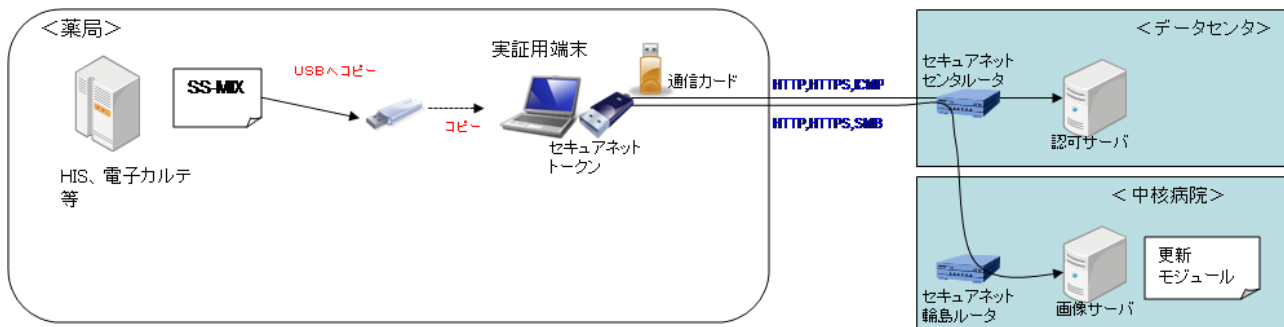 ＜薬局＞
HIS、電子カルテ
等
SS-MIX
USBへコピー
コピー
実証用端末
セキュアネット
トークン
通信カード
HTTP,HTTPS,ICMP
HTTP,HTTPS,SMB
＜データセンタ＞
セキュアネット
センタルータ
認可サーバ
＜中核病院＞
セキュアネット
輪島ルータ
画像サーバ
更新
モジュール